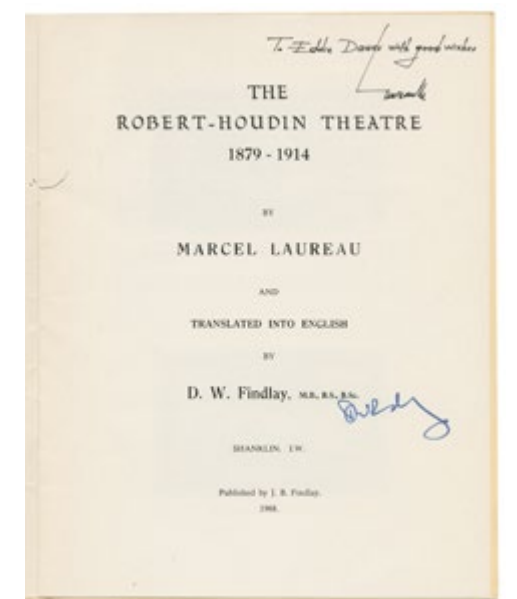 To Eddie Dawes with good wishes
THE
ROBERT-HOUDIN THEATRE
1879 - 1914
BY
MARCEL LAUREAU
AND
TRANSLATED INTO ENGLISH
BY
D. W. Findlay, M.B., B.S., B.Sc.
SHANKLIN. I.W.
Published by J. B. Findlay.
1968.